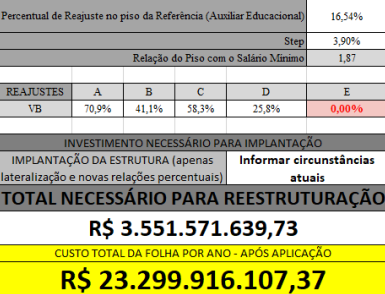 Percentual de Reajuste no piso da Referência (Auxiliar Educacional) 16,54%
Step 3,90%
Relação do Piso com o Salário Mínimo 1,87
REAJUSTES A B C D E
VB 70,9% 41,1% 58,3% 25,8% 0,00%
INVESTIMENTO NECESSÁRIO PARA IMPLANTAÇÃO
IMPLANTAÇÃO DA ESTRUTURA (apenas
lateralização e novas relações percentuais)
Informar circunstâncias
atuais
TOTAL NECESSÁRIO PARA REESTRUTURAÇÃO
R$ 3.551.571.639,73
CUSTO TOTAL DA FOLHA POR ANO - APÓS APLICAÇÃO
R$ 23.299.916.107,37